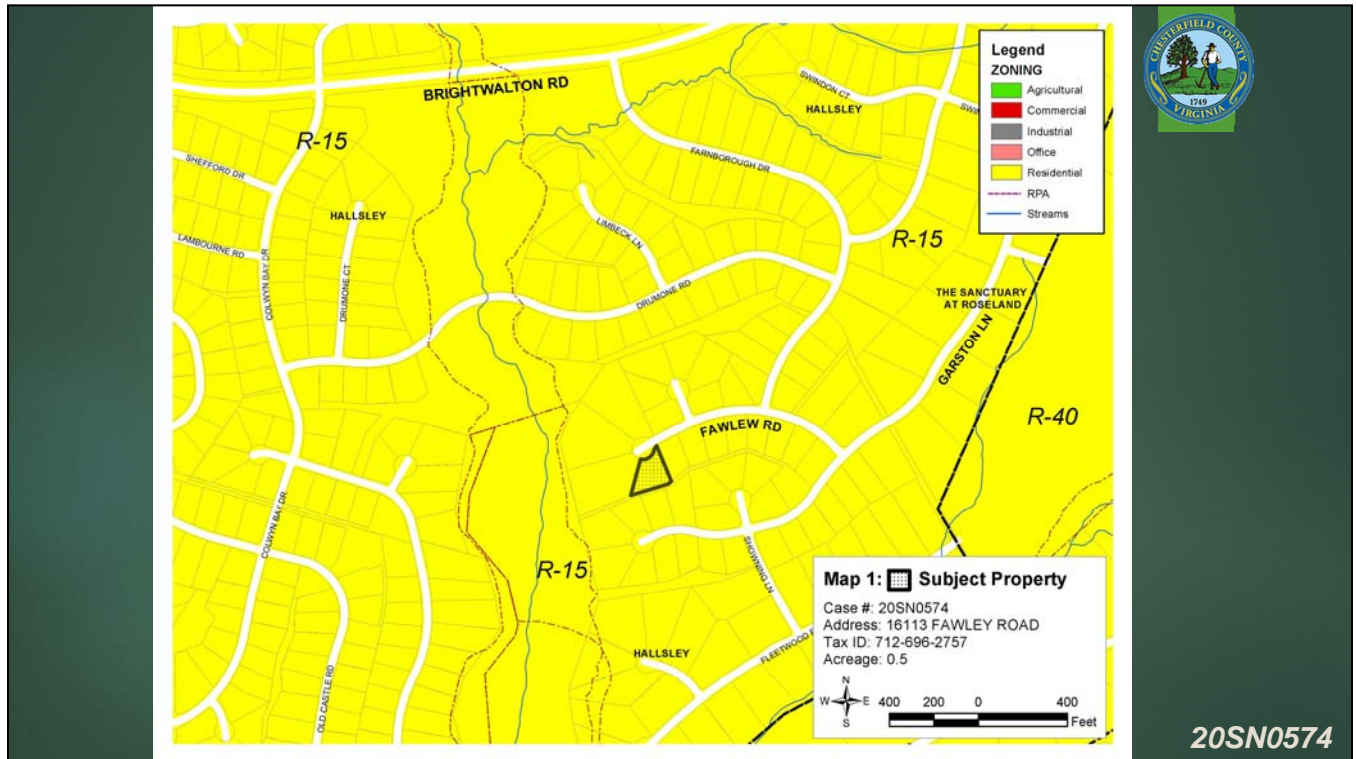 Legend
ZONING
Agricultural
Commercial
Industrial
Office
Residential
RPA
Streams
CHESTERFIELD COUNTY
1749
VIRGINIA
BRIGHTWALTON RD
SWINDON CT
HALLSLEY
R-15
SHEFFORD DR
FARNBOROUGH DR
HALLSLEY
LIMBECK LN
LAMBOURNE RD
COLWYN BAY DR
DRUMONE CT
R-15
DRUMONE RD
THE SANCTUARY
AT ROSELAND
GARSTON LN
R-40
FAWLEW RD
COLWYN BAY DR
SHOWNING LN
R-15
OLD CASTLE RD
HALLSLEY
FLEETWOOD
Map 1: Subject Property
Case #: 20SN0574
Address: 16113 FAWLEY ROAD
Tax ID: 712-696-2757
Acreage: 0.5
N
W E
S
400 200 0 400
Feet
20SN0574